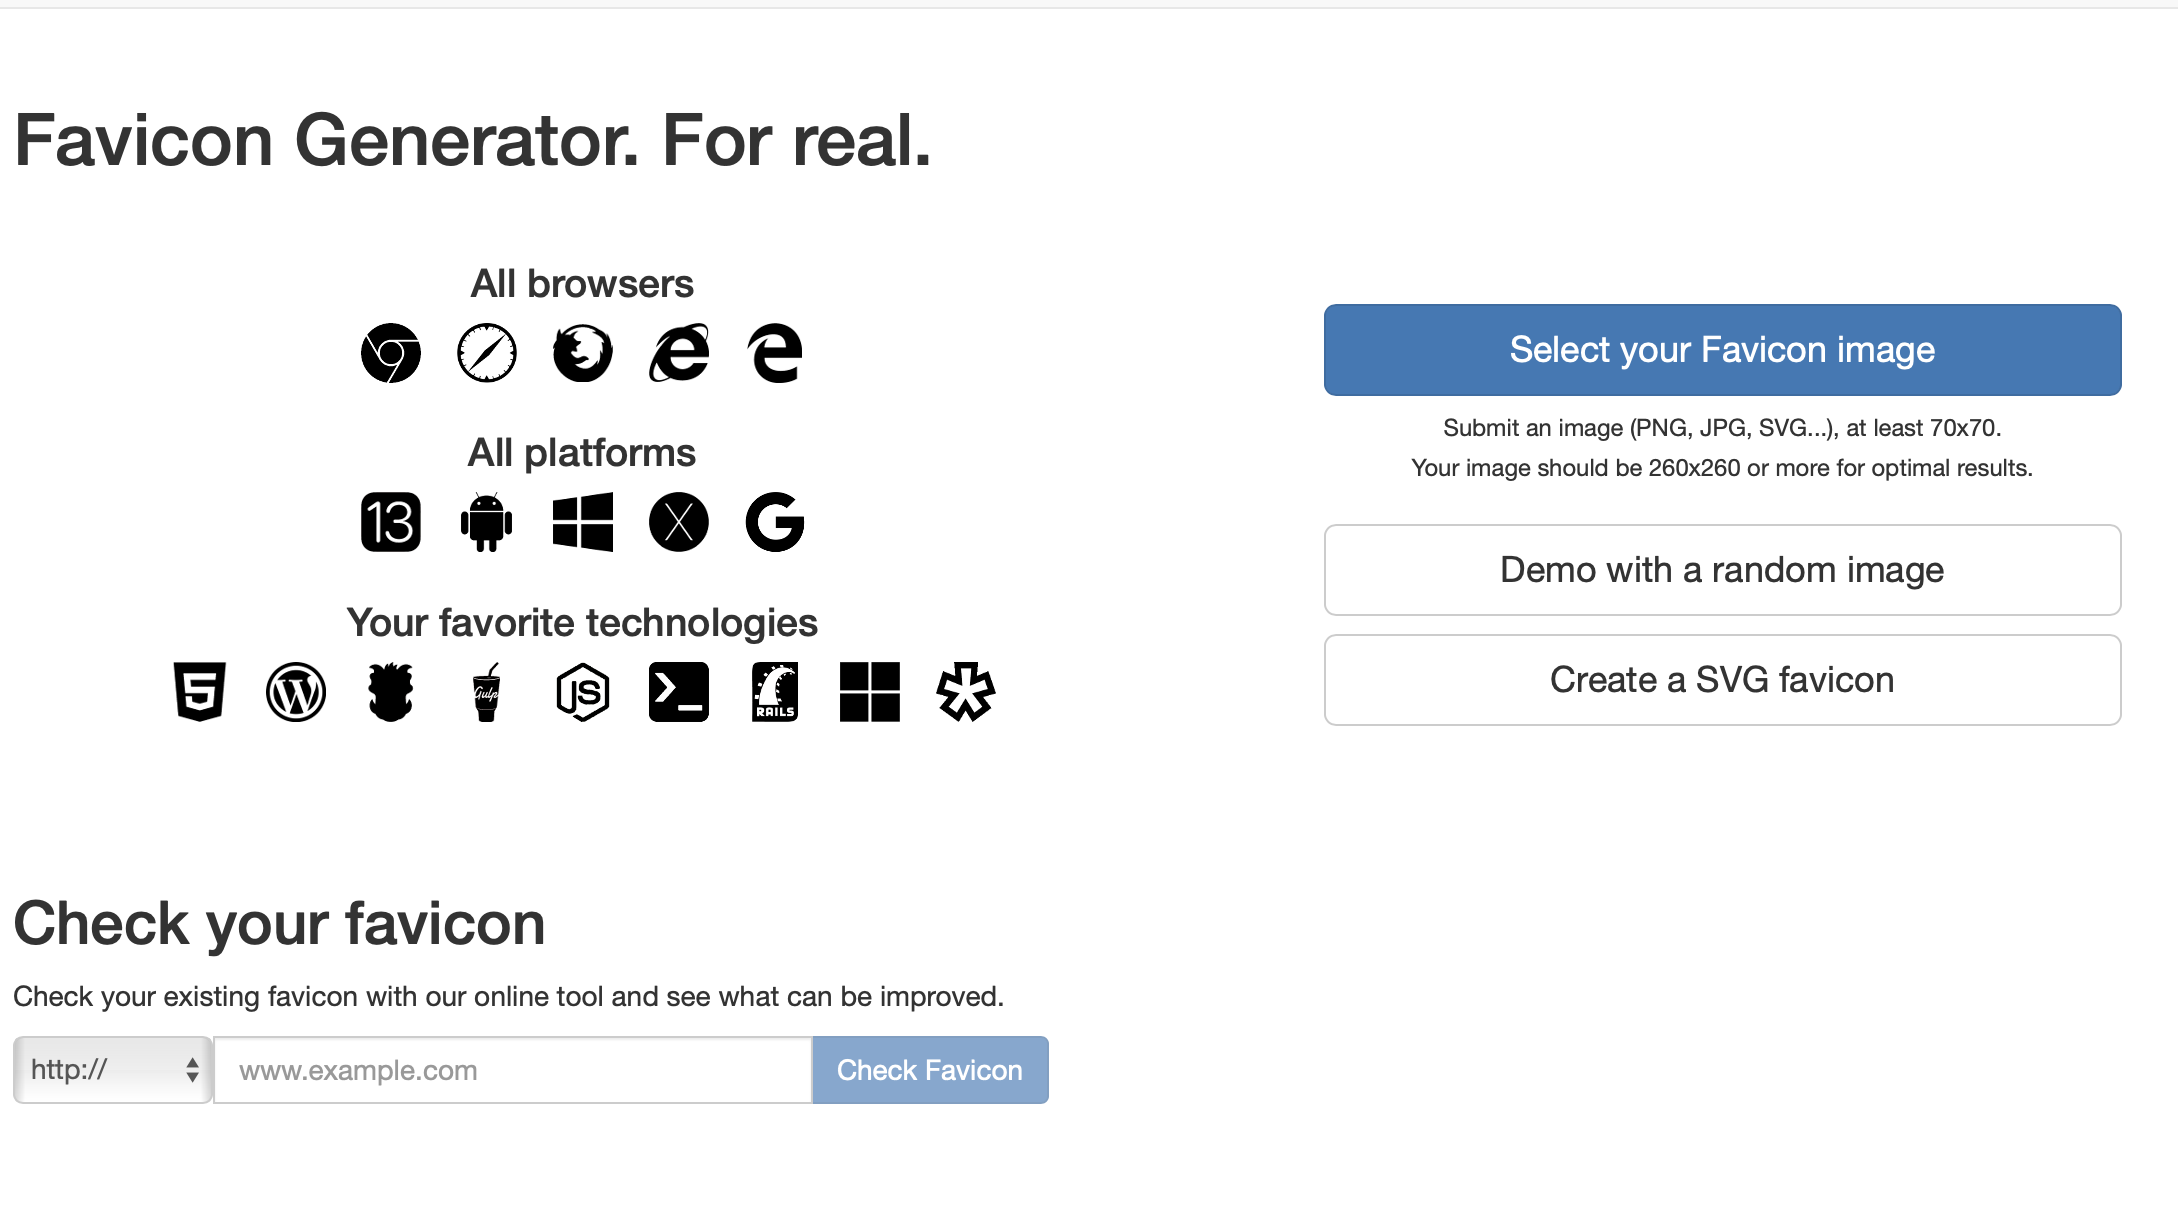 Favicon Generator. For real.
All browsers
All platforms
13
X
G
Your favorite technologies
5
W
Gulp
JS
RAILS
Select your Favicon image
Submit an image (PNG, JPG, SVG...), at least 70x70.
Your image should be 260x260 or more for optimal results.
Demo with a random image
Create a SVG favicon
Check your favicon
Check your existing favicon with our online tool and see what can be improved.
http://
www.example.com
Check Favicon